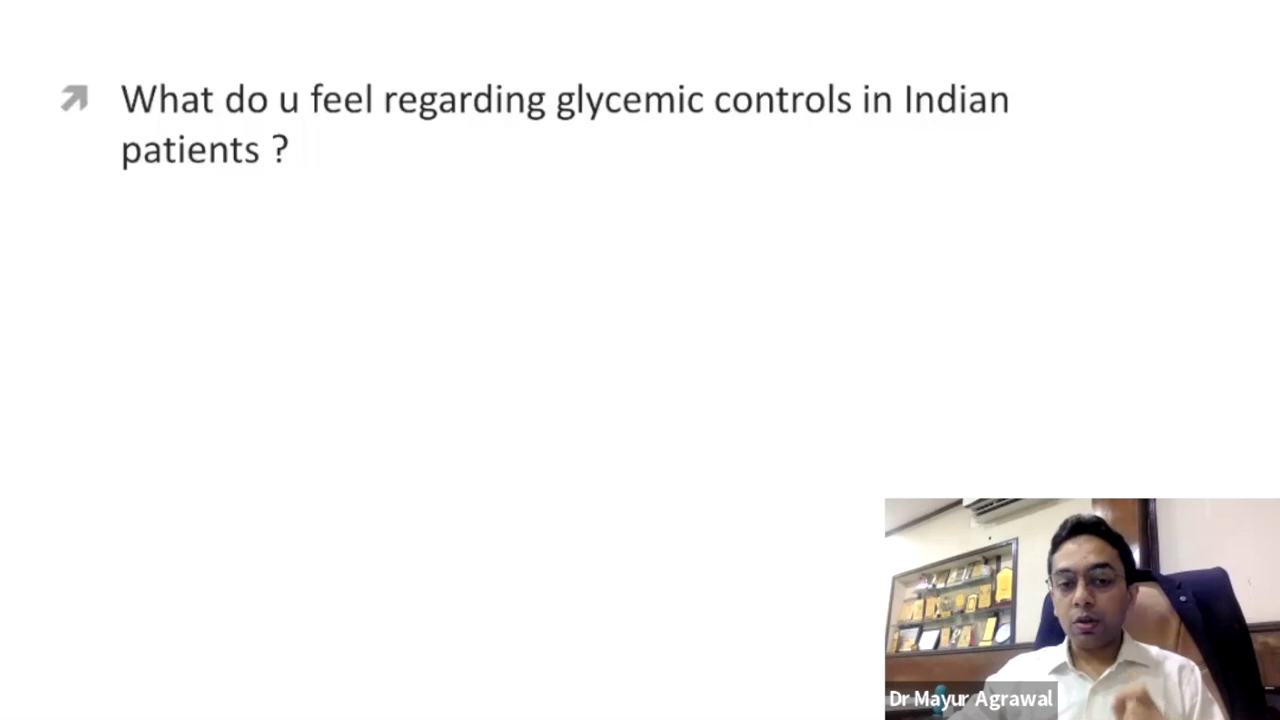 What do u feel regarding glycemic controls in Indian
patients ?
Dr Mayur Agrawal